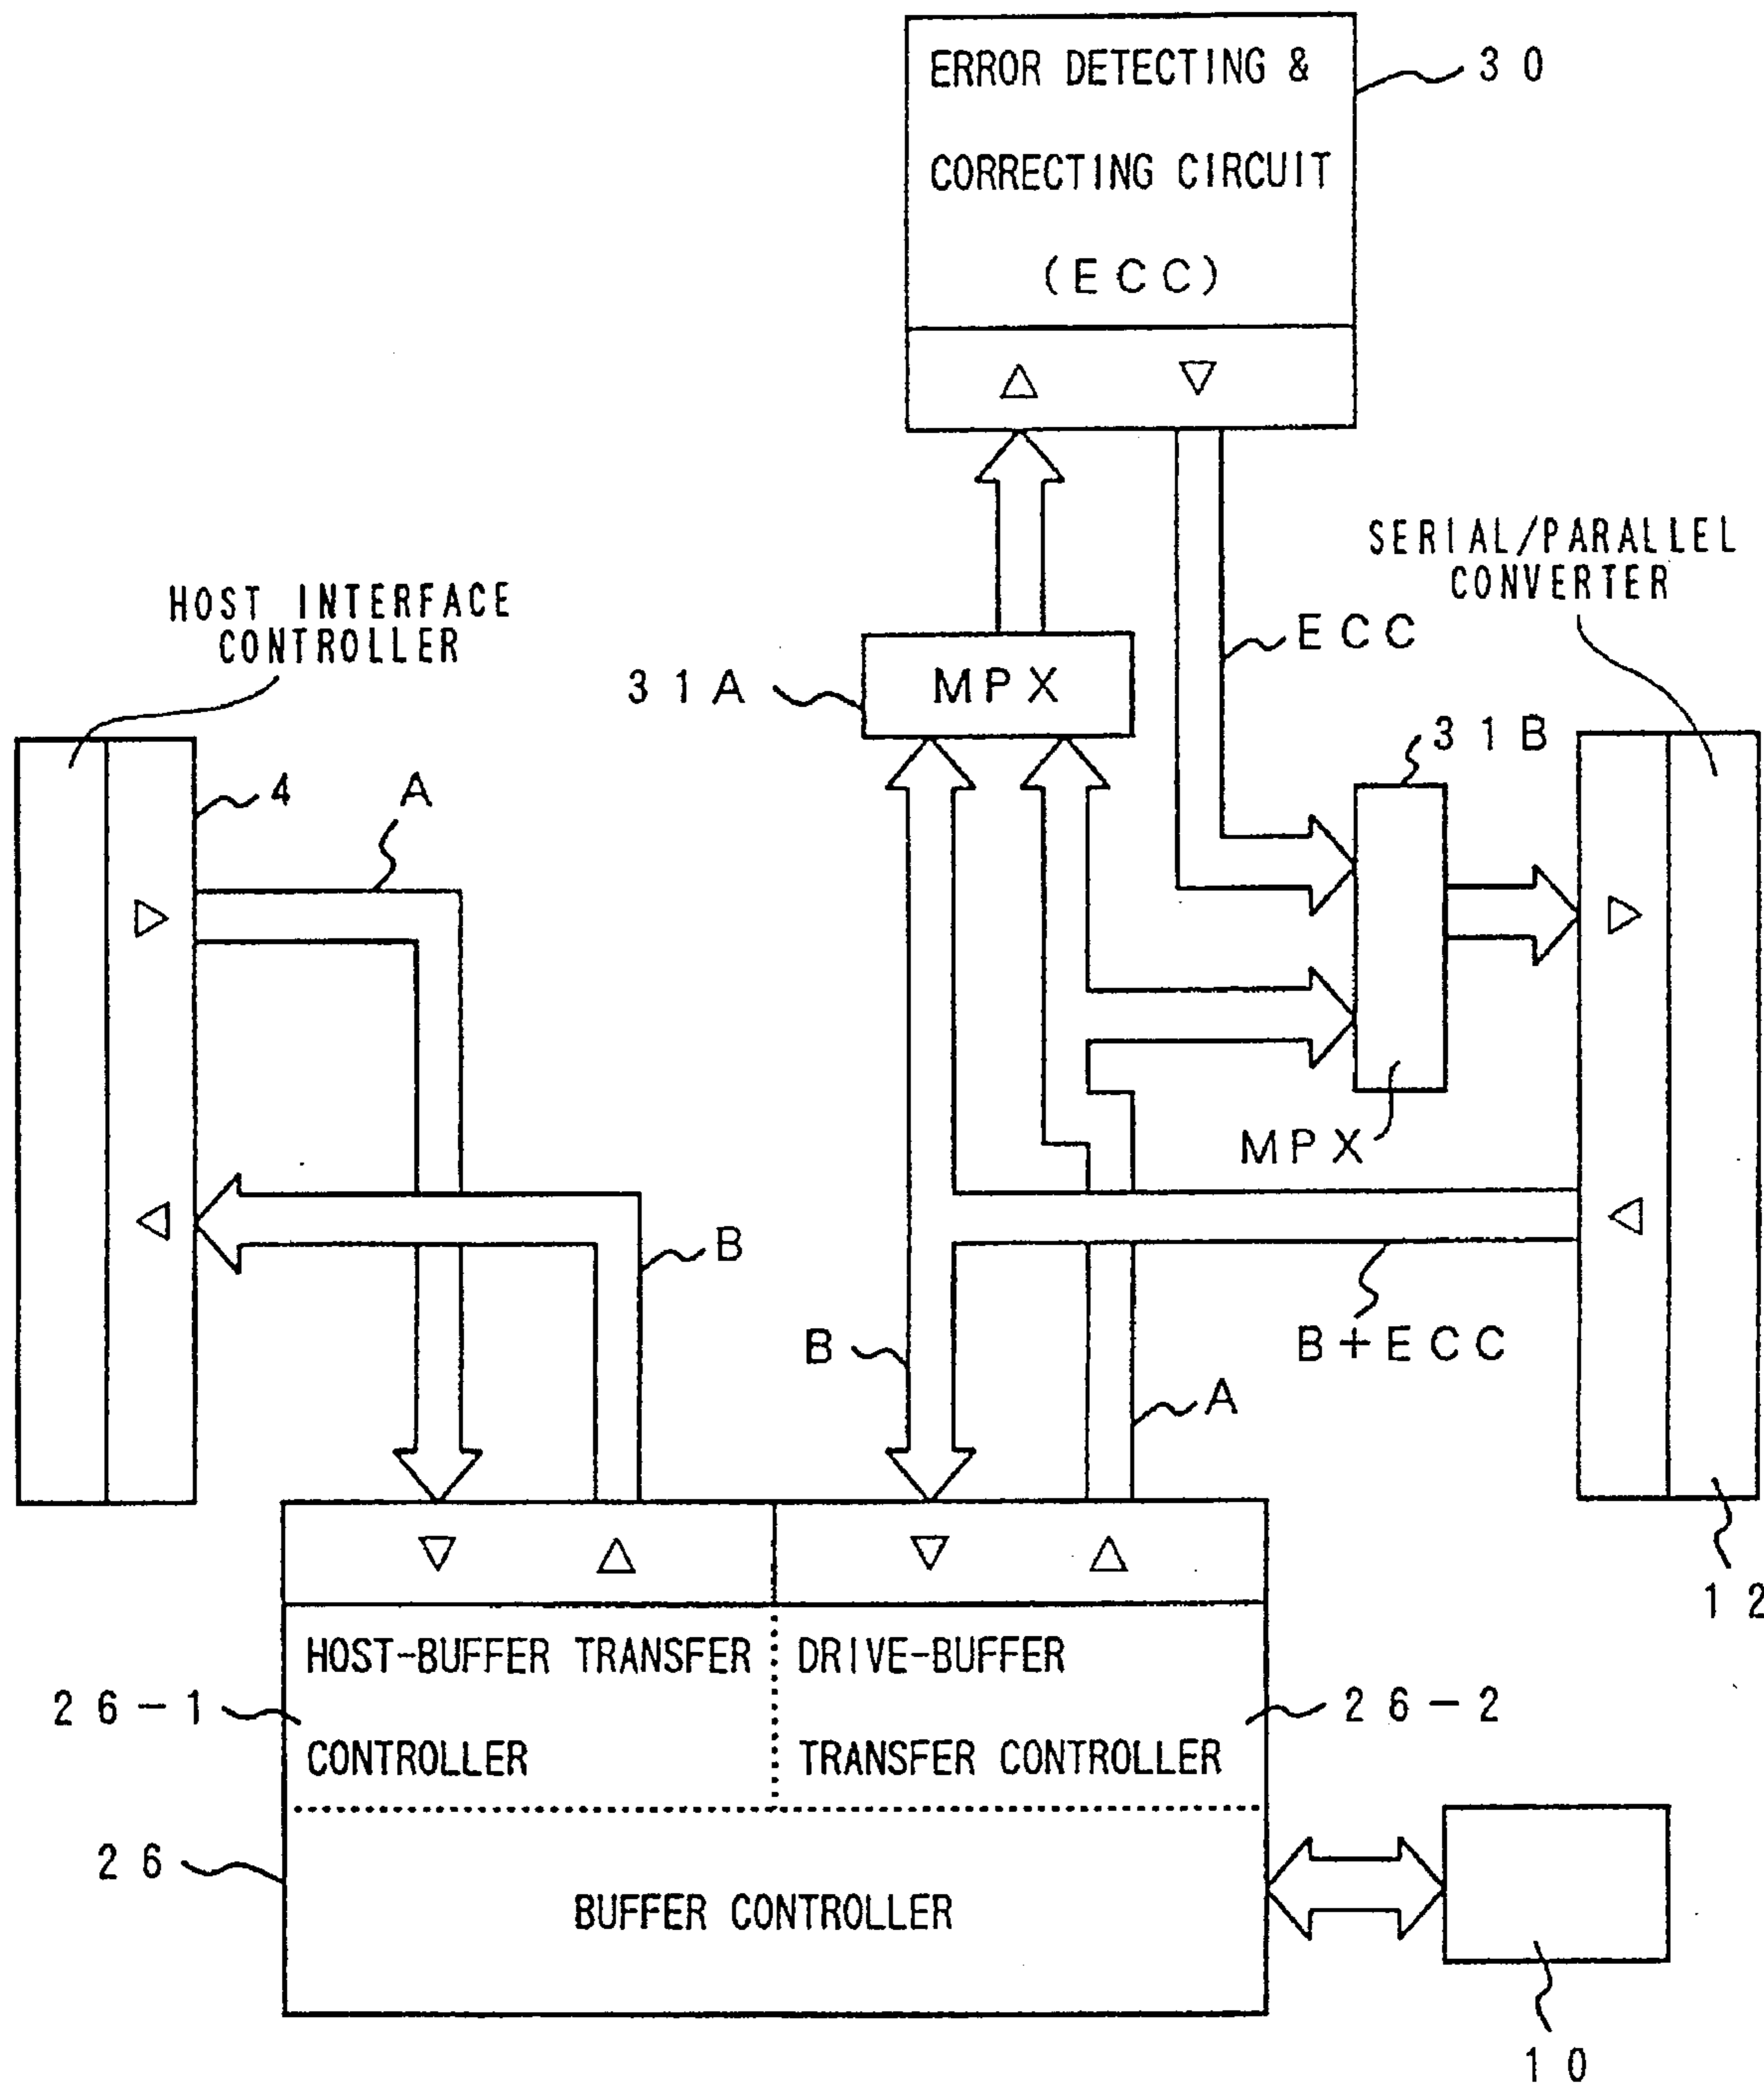 ERROR DETECTING &
CORRECTING CIRCUIT
(ECC)
30
SERIAL/PARALLEL
CONVERTER
HOST INTERFACE
CONTROLLER
ECC
31A
MPX
31B
4
A
MPX
B
B
B+ECC
A
12
HOST-BUFFER TRANSFER
CONTROLLER
DRIVE-BUFFER
TRANSFER CONTROLLER
26-1
26-2
26
BUFFER CONTROLLER
10